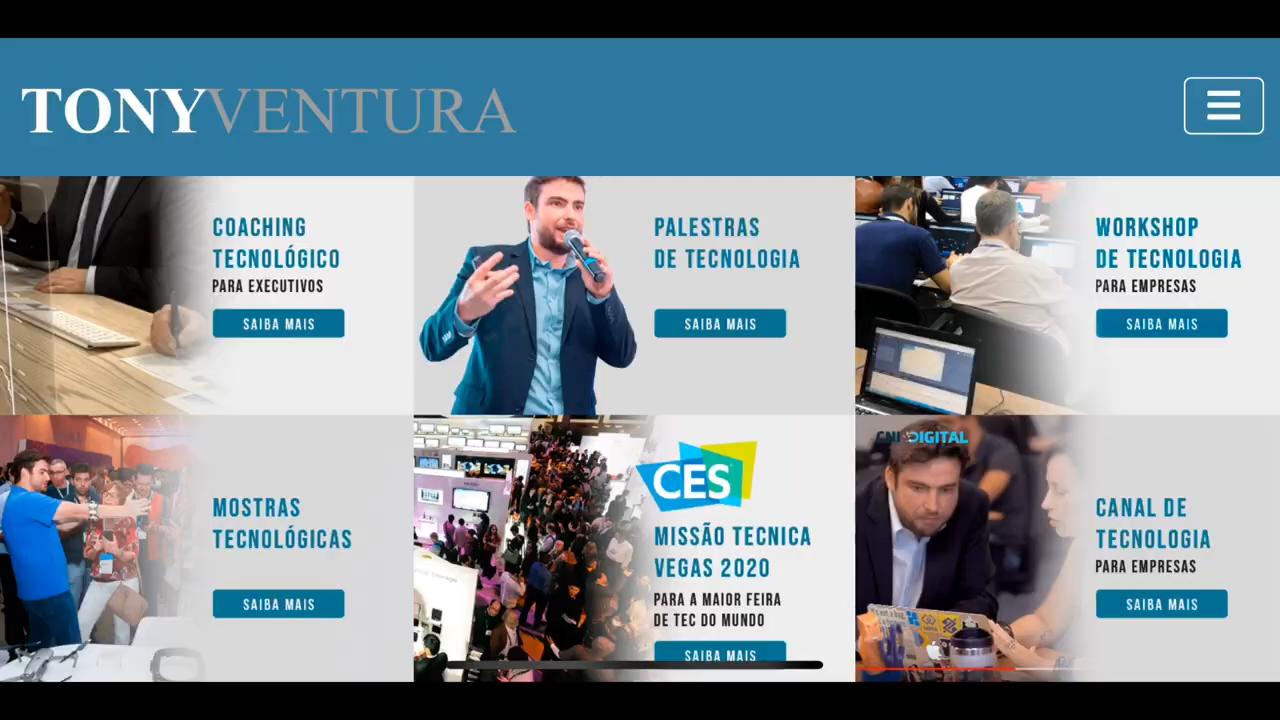 TONYVENTURA
COACHING
TECNOLÓGICO
PARA EXECUTIVOS
SAIBA MAIS
PALESTRAS
DE TECNOLOGIA
SAIBA MAIS
WORKSHOP
DE TECNOLOGIA
PARA EMPRESAS
SAIBA MAIS
MOSTRAS
TECNOLÓGICAS
SAIBA MAIS
CES
MISSÃO TECNICA
VEGAS 2020
PARA A MAIOR FEIRA
DE TEC DO MUNDO
SAIBA MAIS
CNI DIGITAL
CANAL DE
TECNOLOGIA
PARA EMPRESAS
SAIBA MAIS